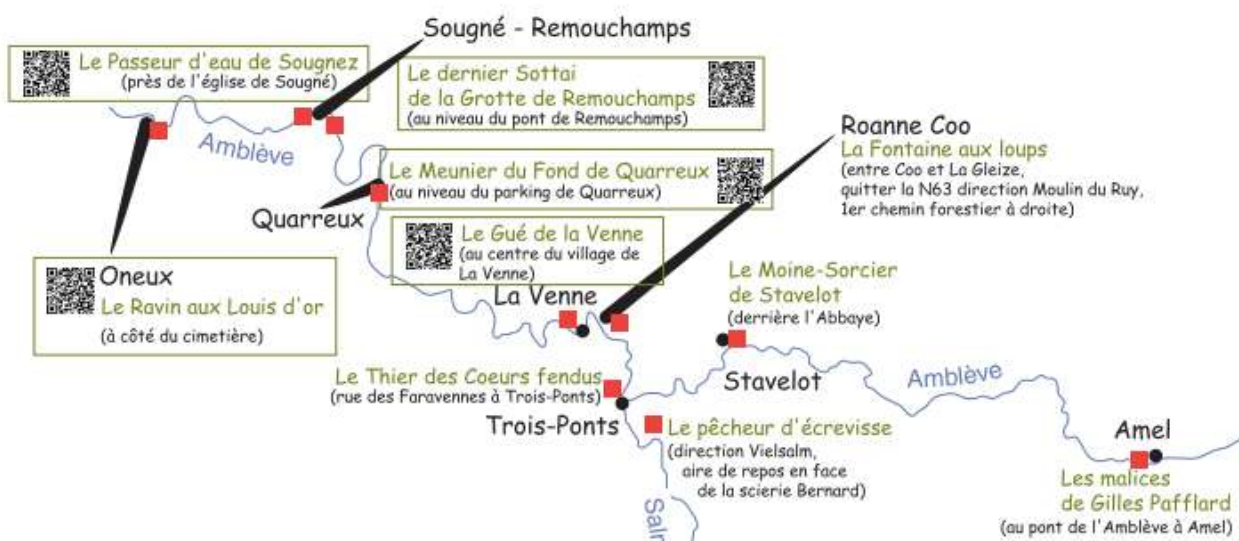 Sougné - Remouchamps
Le Passeur d'eau de Sougnez
(près de l'église de Sougné)
Le dernier Sottai
de la Grotte de Remouchamps
(au niveau du pont de Remouchamps)
Amblève
Roanne Coo
La Fontaine aux loups
(entre Coo et La Gleize,
quitter la N63 direction Moulin du Ruy,
1er chemin forestier à droite)
Le Meunier du Fond de Quarreux
(au niveau du parking de Quarreux)
Quarreux
Le Gué de la Venne
(au centre du village de
La Venne)
Oneux
Le Ravin aux Louis d'or
(à côté du cimetière)
La Venne
Le Moine-Sorcier
de Stavelot
(derrière l'Abbaye)
Stavelot
Amblève
Le Thier des Coeurs fendus
(rue des Faravennes à Trois-Ponts)
Trois-Ponts
Le pêcheur d'écrevisse
(direction Vielsalm,
aire de repos en face
de la scierie Bernard)
Amel
Les malices
de Gilles Pafflard
(au pont de l'Amblève à Amel)